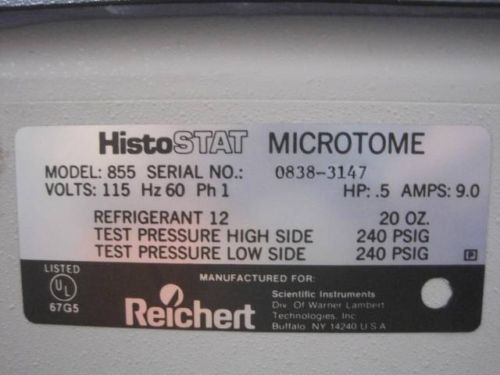 HistoSTAT MICROTOME
MODEL: 855 SERIAL NO.: 0838-3147
VOLTS: 115 Hz 60 Ph 1 HP: .5 AMPS: 9.0
REFRIGERANT 12 20 OZ.
TEST PRESSURE HIGH SIDE 240 PSIG
TEST PRESSURE LOW SIDE 240 PSIG P
LISTED
UL
67G5
MANUFACTURED FOR:
Reichert
Scientific Instruments
Div. Of Warner Lambert
Technologies, Inc
Buffalo NY 14240 U S A